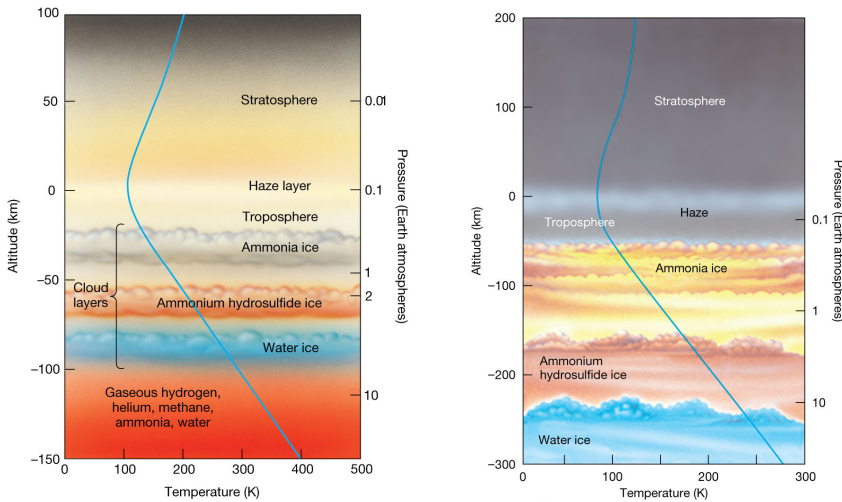 100
50
0
−50
−100
−150
Altitude (km)
Stratosphere
Haze layer
Troposphere
Ammonia ice
Cloud
layers
Ammonium hydrosulfide ice
Water ice
Gaseous hydrogen,
helium, methane,
ammonia, water
0.01
0.1
1
2
10
Pressure (Earth atmospheres)
0 100 200 300 400 500
Temperature (K)
200
100
0
−100
−200
−300
Altitude (km)
Stratosphere
Haze
Troposphere
Ammonia ice
Ammonium
hydrosulfide ice
Water ice
0.1
1
10
Pressure (Earth atmospheres)
0 100 200 300
Temperature (K)